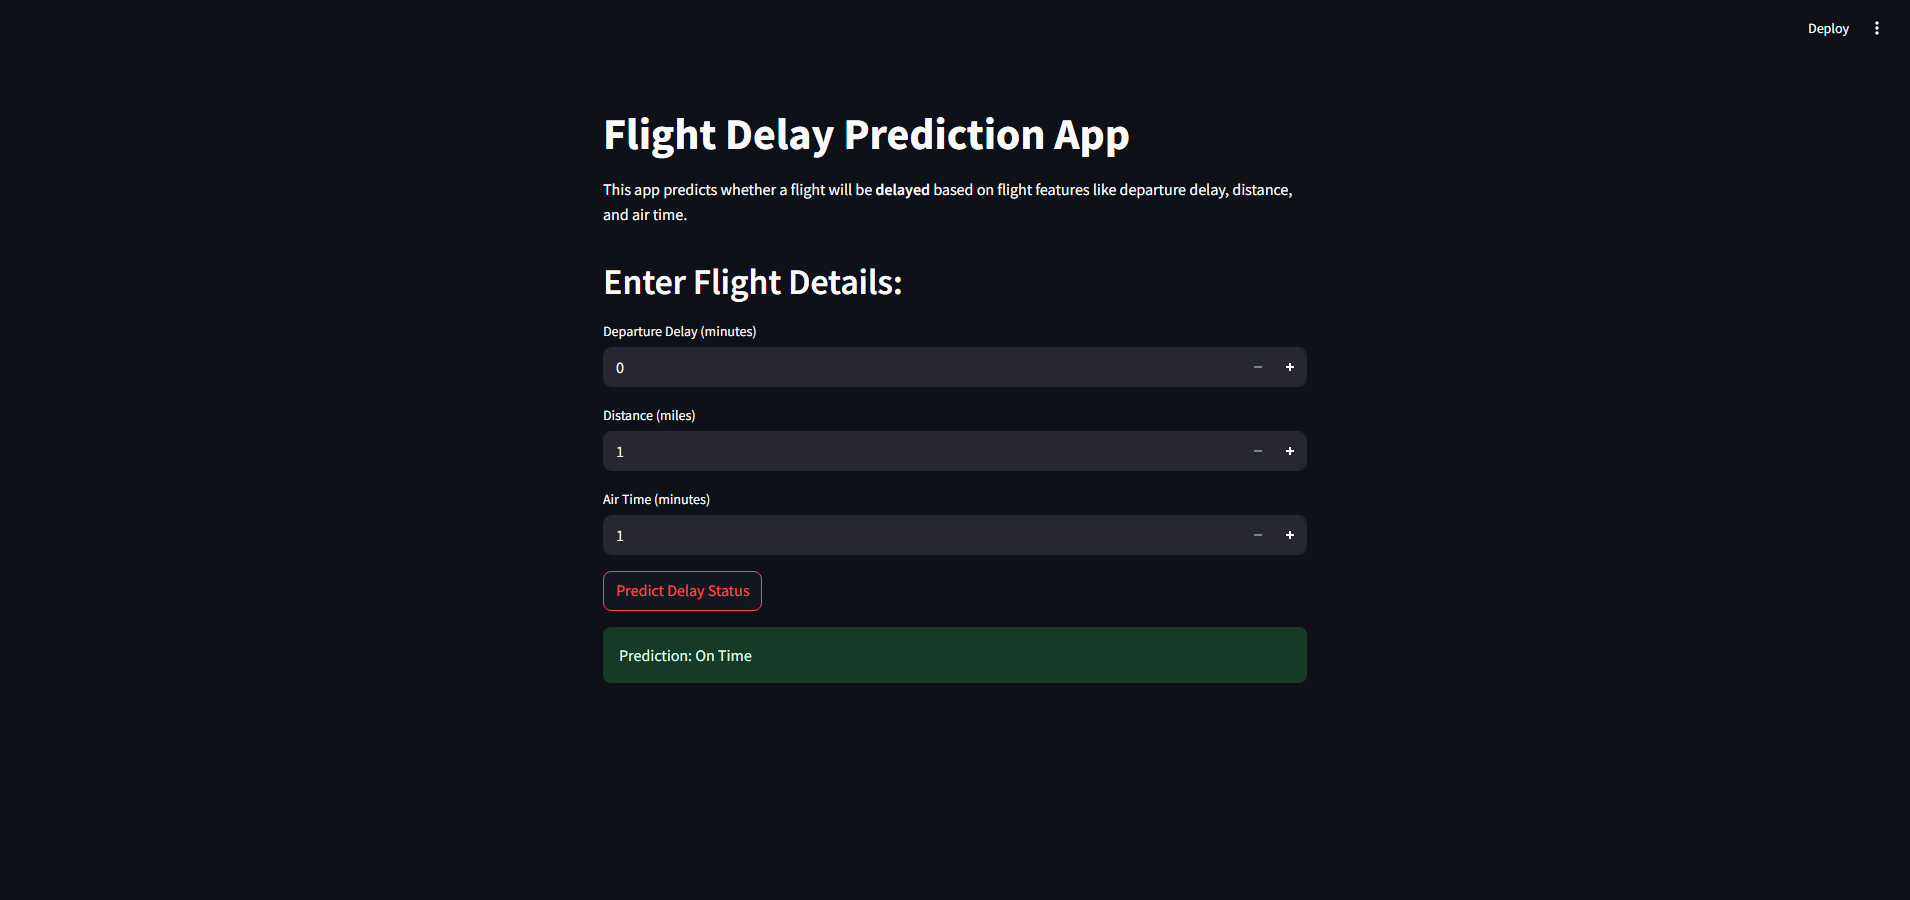 Deploy
Flight Delay Prediction App
This app predicts whether a flight will be delayed based on flight features like departure delay, distance,
and air time.
Enter Flight Details:
Departure Delay (minutes)
0
Distance (miles)
1
Air Time (minutes)
1
Predict Delay Status
Prediction: On Time